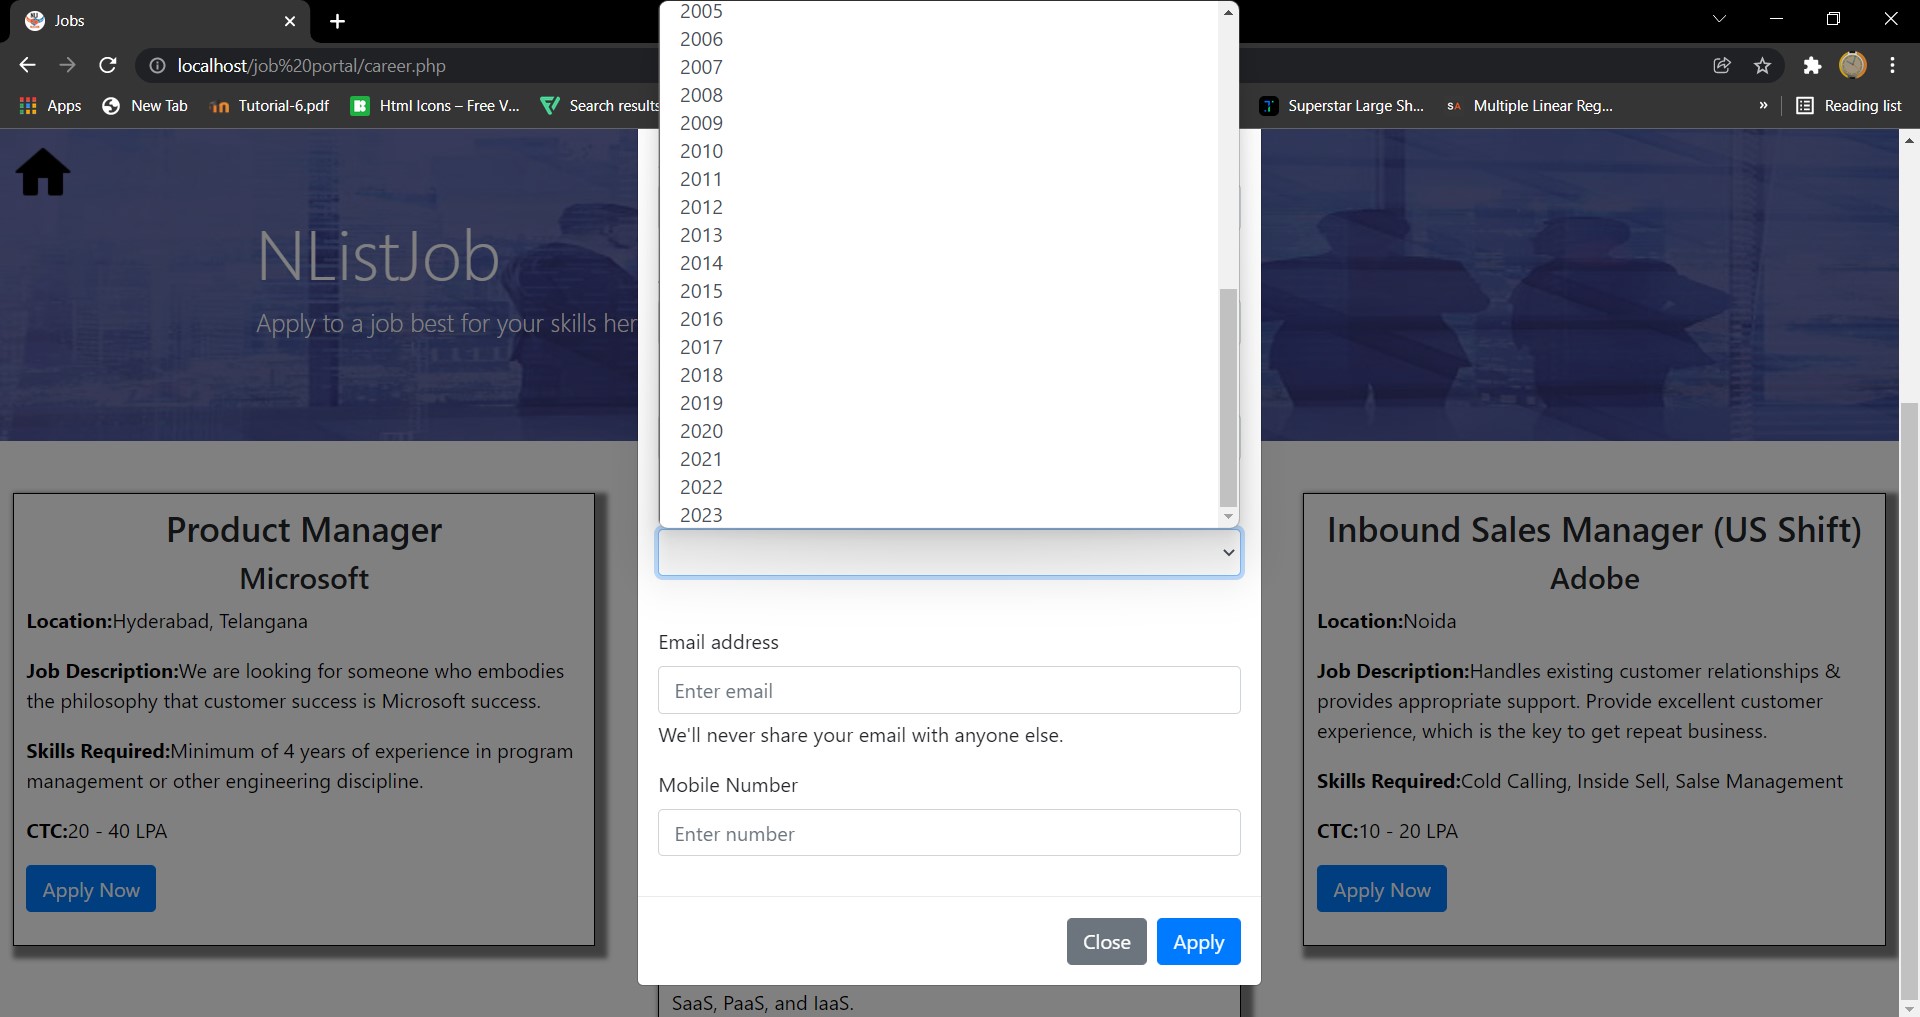 Jobs
localhost/job%20portal/career.php
Apps
New Tab
Tutorial-6.pdf
Html Icons – Free V...
Search results
Superstar Large Sh...
SA
Multiple Linear Reg...
»
Reading list
NListJob
Apply to a job best for your skills her
2005
2006
2007
2008
2009
2010
2011
2012
2013
2014
2015
2016
2017
2018
2019
2020
2021
2022
2023
Product Manager
Microsoft
Location:Hyderabad, Telangana
Job Description:We are looking for someone who embodies
the philosophy that customer success is Microsoft success.
Skills Required:Minimum of 4 years of experience in program
management or other engineering discipline.
CTC:20 - 40 LPA
Apply Now
Email address
Enter email
We'll never share your email with anyone else.
Mobile Number
Enter number
Close
Apply
SaaS, PaaS, and IaaS.
Inbound Sales Manager (US Shift)
Adobe
Location:Noida
Job Description:Handles existing customer relationships &
provides appropriate support. Provide excellent customer
experience, which is the key to get repeat business.
Skills Required:Cold Calling, Inside Sell, Salse Management
CTC:10 - 20 LPA
Apply Now